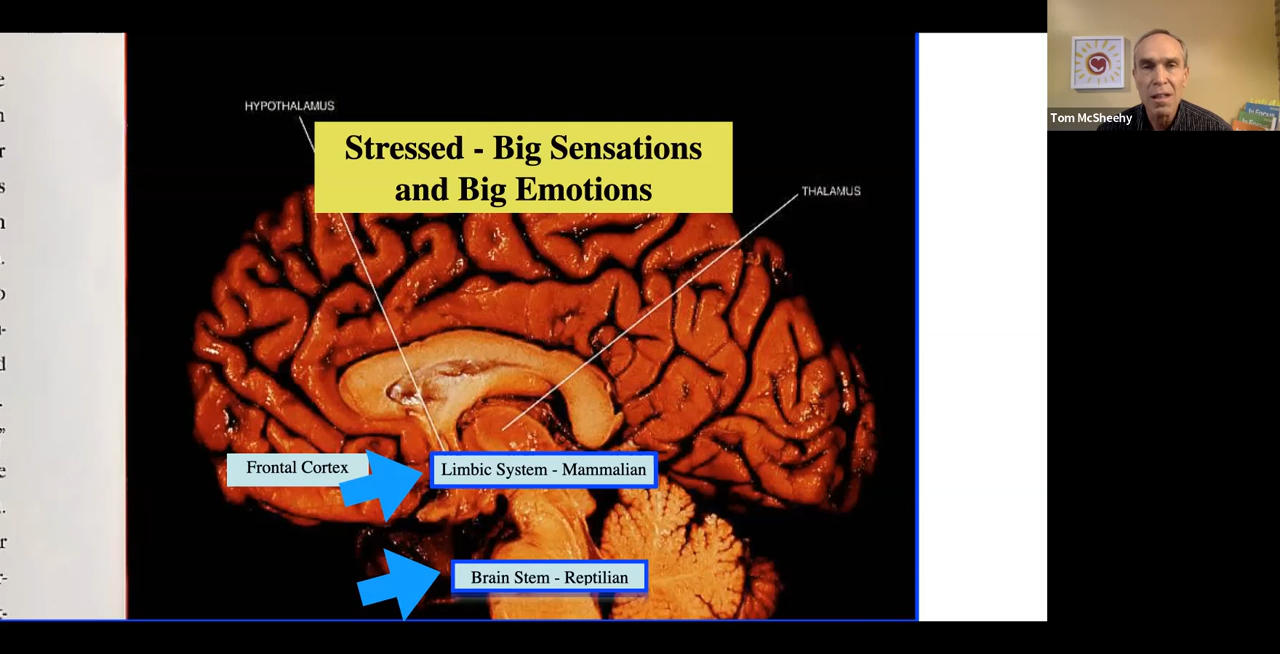 HYPOTHALAMUS
Stressed - Big Sensations
and Big Emotions
THALAMUS
Frontal Cortex
Limbic System - Mammalian
Brain Stem - Reptilian
Tom McSheehy